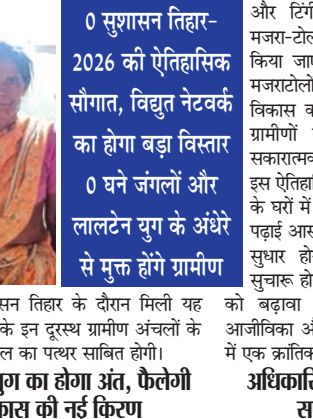 0 सुशासन तिहार-
2026 की ऐतिहासिक
सौगात, विद्युत नेटवर्क
का होगा बड़ा विस्तार
0 घने जंगलों और
लालटेन युग के अंधेरे
से मुक्त होंगे ग्रामीण
सन तिहार के दौरान मिली यह
के इन दूरस्थ ग्रामीण अंचलों के
ल का पत्थर साबित होगी।
युग का होगा अंत, फैलेगी
कास की नई किरण
और टिंगी
मजरा-टोल
किया जाए
मजराटोलो
विकास क
ग्रामीणों
सकारात्मक
इस ऐतिहा
के घरों में
पढ़ाई आस
सुधार हो
सुचारू हो
को बढ़ावा
आजीविका औ
में एक क्रांतिक
अधिकारि
स